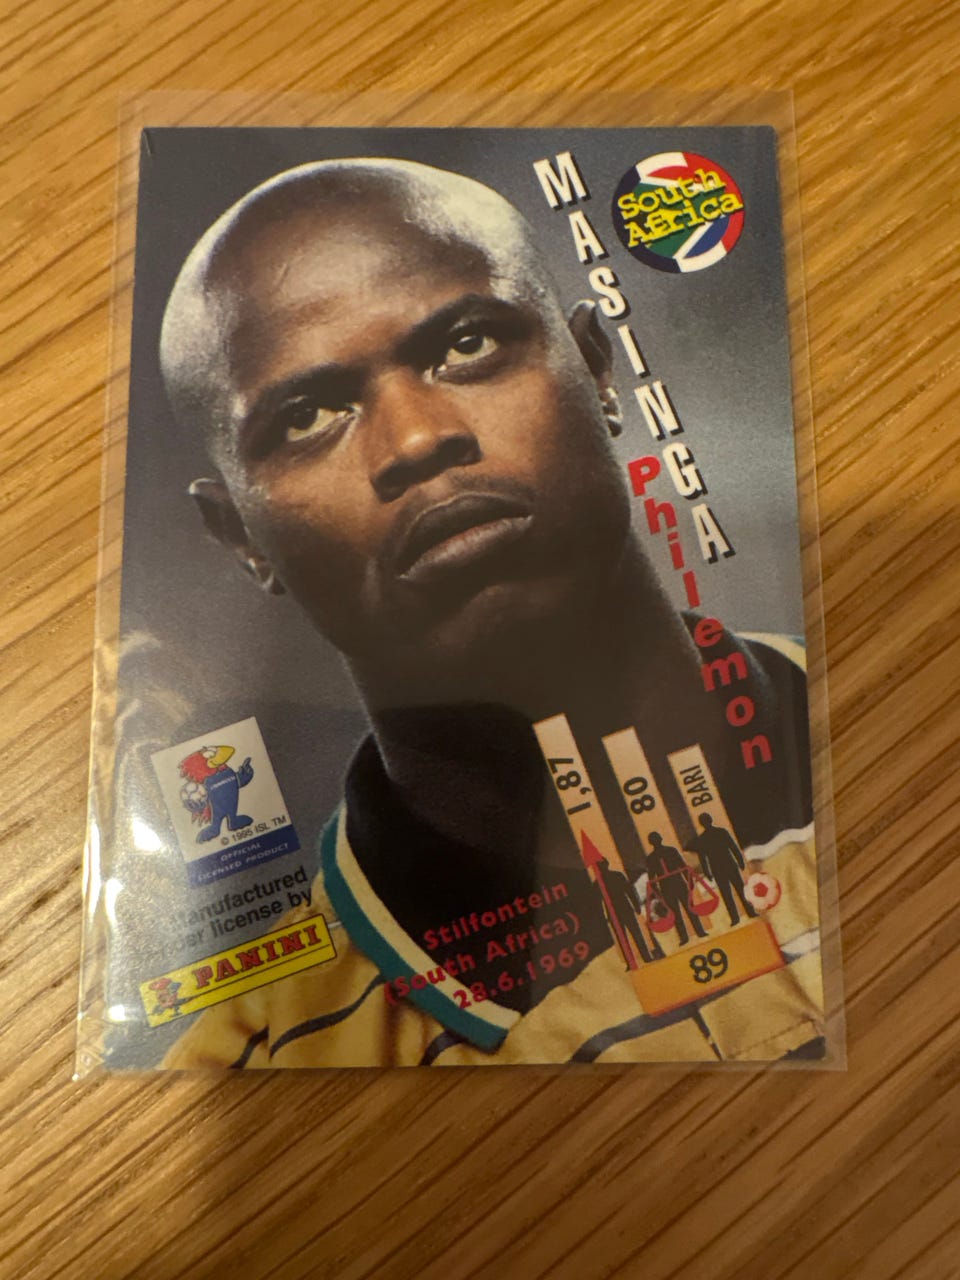 South
Africa
MASINGA
Philemon
1,87
80
BARI
© 1995 ISL TM
OFFICIAL
LICENSED PRODUCT
Manufactured
under license by
PANINI
Stilfontein
(South Africa)
28.6.1969
89